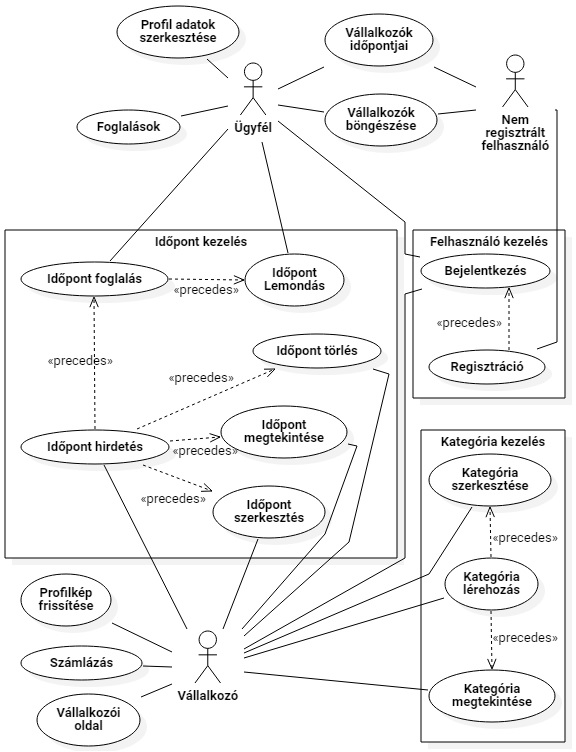 Profil adatok
szerkesztése
Vállalkozók
időpontjai
Foglalások
Ügyfél
Vállalkozók
böngészése
Nem
regisztrált
felhasználó
Időpont kezelés
Időpont foglalás
«precedes»
Időpont
Lemondás
«precedes»
Időpont törlés
«precedes»
Időpont hirdetés
Időpont
megtekintése
«precedes»
«precedes»
Időpont
szerkesztés
Felhasználó kezelés
Bejelentkezés
«precedes»
Regisztráció
Kategória kezelés
Kategória
szerkesztése
«precedes»
Kategória
lérehozás
«precedes»
Kategória
megtekintése
Profilkép
frissítése
Számlázás
Vállalkozói
oldal
Vállalkozó